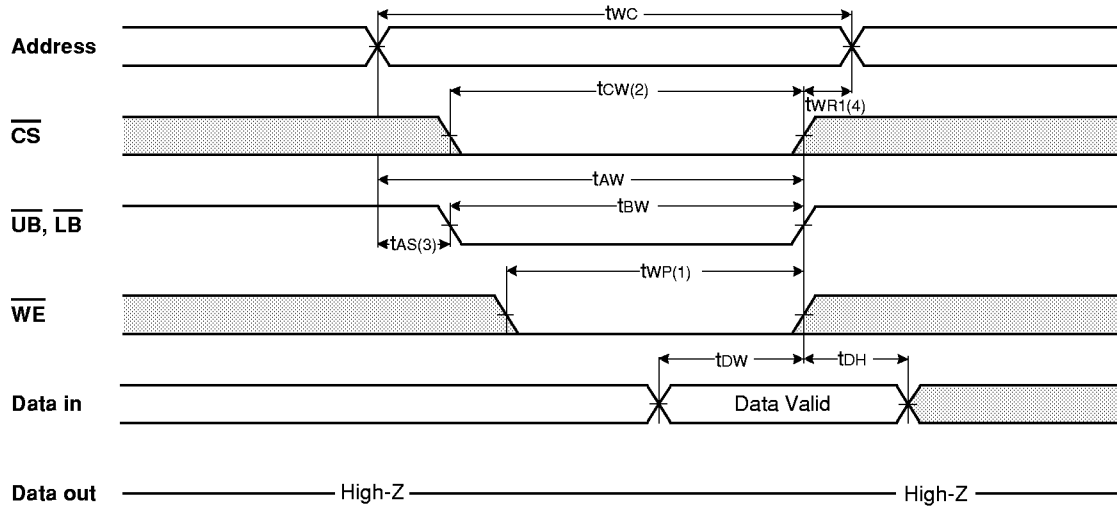 tWC
Address
tCW(2)
tWR1(4)
CS
tAW
UB, LB
tBW
tAS(3)
tWP(1)
WE
tDW
tDH
Data in
Data Valid
Data out
High-Z
High-Z